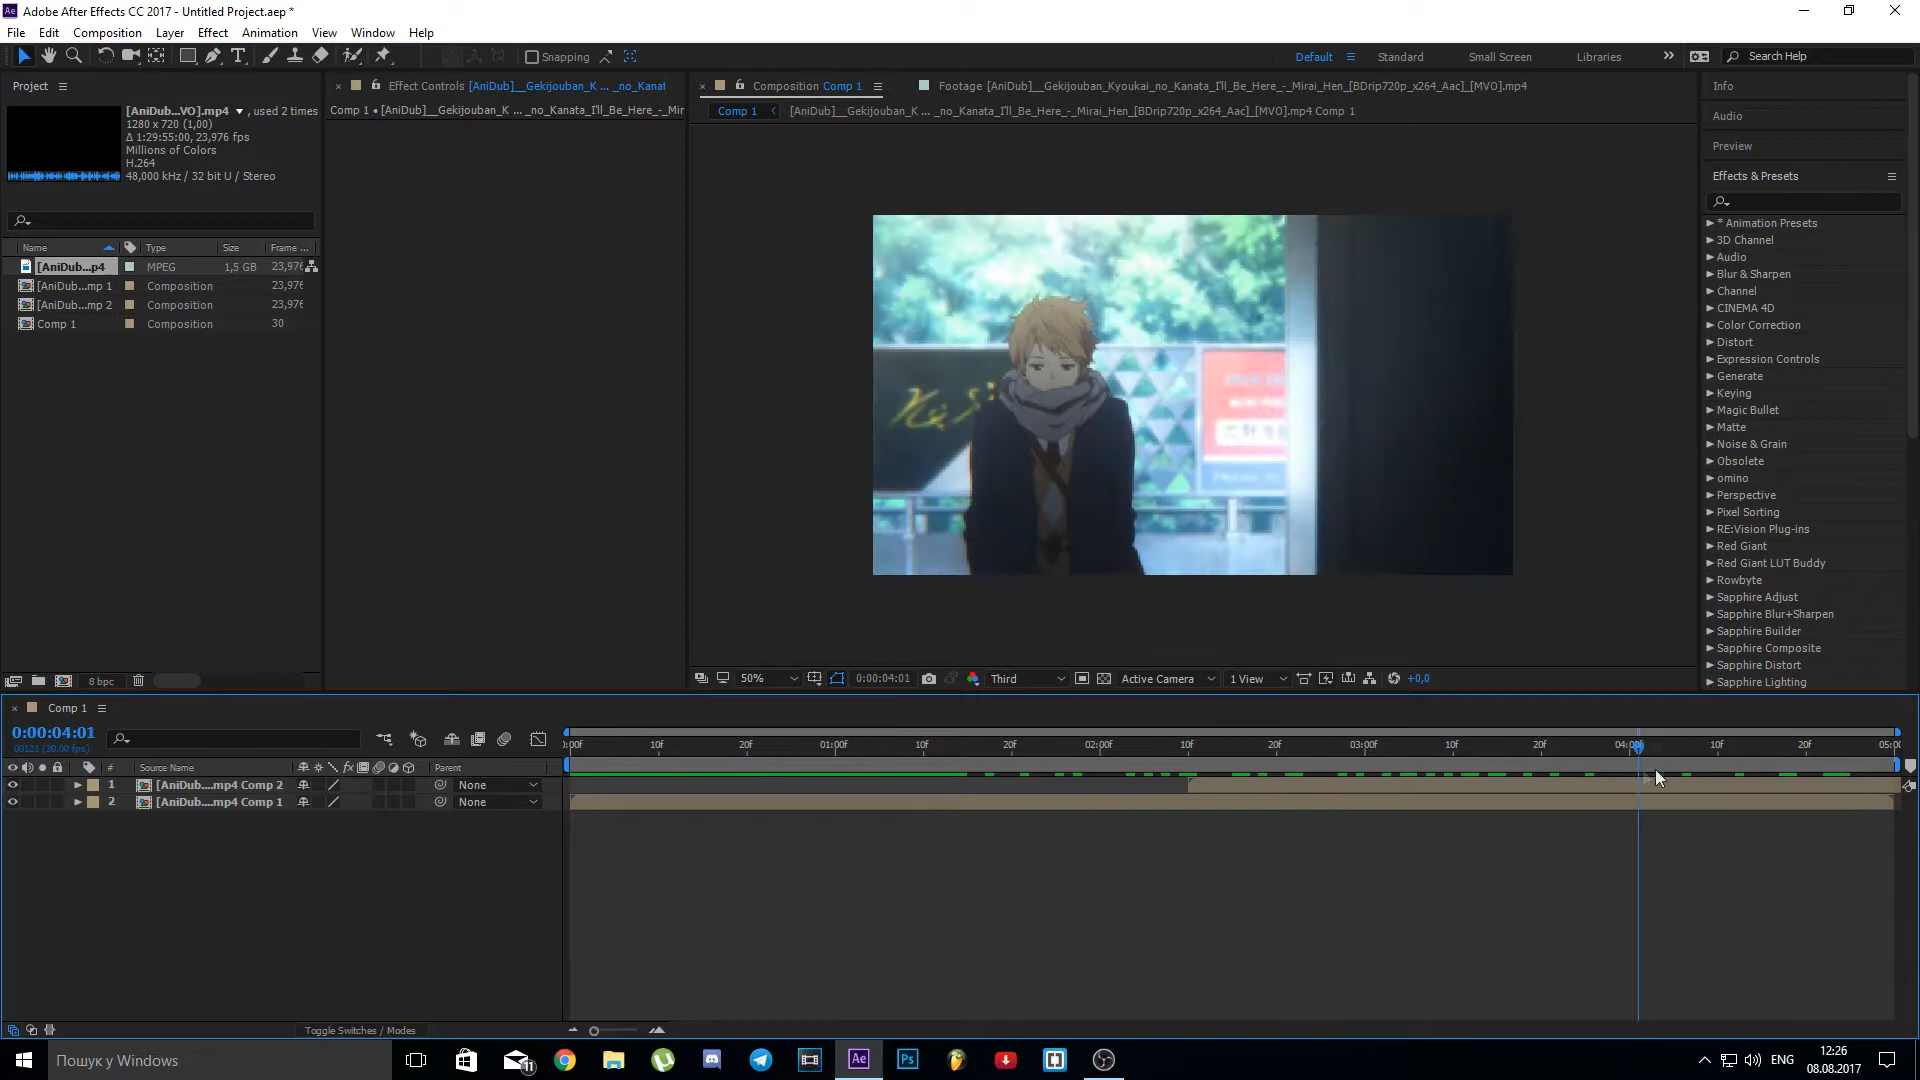 Adobe After Effects CC 2017 - Untitled Project.aep *
File Edit Composition Layer Effect Animation View Window Help
Snapping
Default Standard Small Screen Libraries Search Help
Project
[AniDub...VO].mp4 , used 2 times
1280 x 720 (1,00)
Δ 1:29:55:00, 23,976 fps
Millions of Colors
H.264
48,000 kHz / 32 bit U / Stereo
Name Type Size Frame ...
[AniDub...p4 MPEG 1,5 GB 23,976
[AniDub...mp 1 Composition 23,976
[AniDub...mp 2 Composition 23,976
Comp 1 Composition 30
8 bpc
Effect Controls [AniDub]__Gekijouban_K ... _no_Kanat
Comp 1 • [AniDub]__Gekijouban_K ... _no_Kanata_I'll_Be_Here_-_Mir
Composition Comp 1
Footage [AniDub]__Gekijouban_Kyoukai_no_Kanata_I'll_Be_Here_-_Mirai_Hen_[BDrip720p_x264_Aac]_[MVO].mp4
Comp 1 [AniDub]__Gekijouban_K ... _no_Kanata_I'll_Be_Here_-_Mirai_Hen_[BDrip720p_x264_Aac]_[MVO].mp4 Comp 1
50% 0:00:04:01 Third Active Camera 1 View +0,0
Info
Audio
Preview
Effects & Presets
* Animation Presets
3D Channel
Audio
Blur & Sharpen
Channel
CINEMA 4D
Color Correction
Distort
Expression Controls
Generate
Keying
Magic Bullet
Matte
Noise & Grain
Obsolete
omino
Perspective
Pixel Sorting
RE:Vision Plug-ins
Red Giant
Red Giant LUT Buddy
Rowbyte
Sapphire Adjust
Sapphire Blur+Sharpen
Sapphire Builder
Sapphire Composite
Sapphire Distort
Sapphire Lighting
Comp 1
0:00:04:01
00121 (30.00 fps)
:00f 10f 20f 01:00f 10f 20f 02:00f 10f 20f 03:00f 10f 20f 04:00f 10f 20f 05:00
# Source Name Parent
1 [AniDub....mp4 Comp 2 None
2 [AniDub....mp4 Comp 1 None
Toggle Switches / Modes
Пошук у Windows
11
Ae
Ps
ENG
12:26
08.08.2017